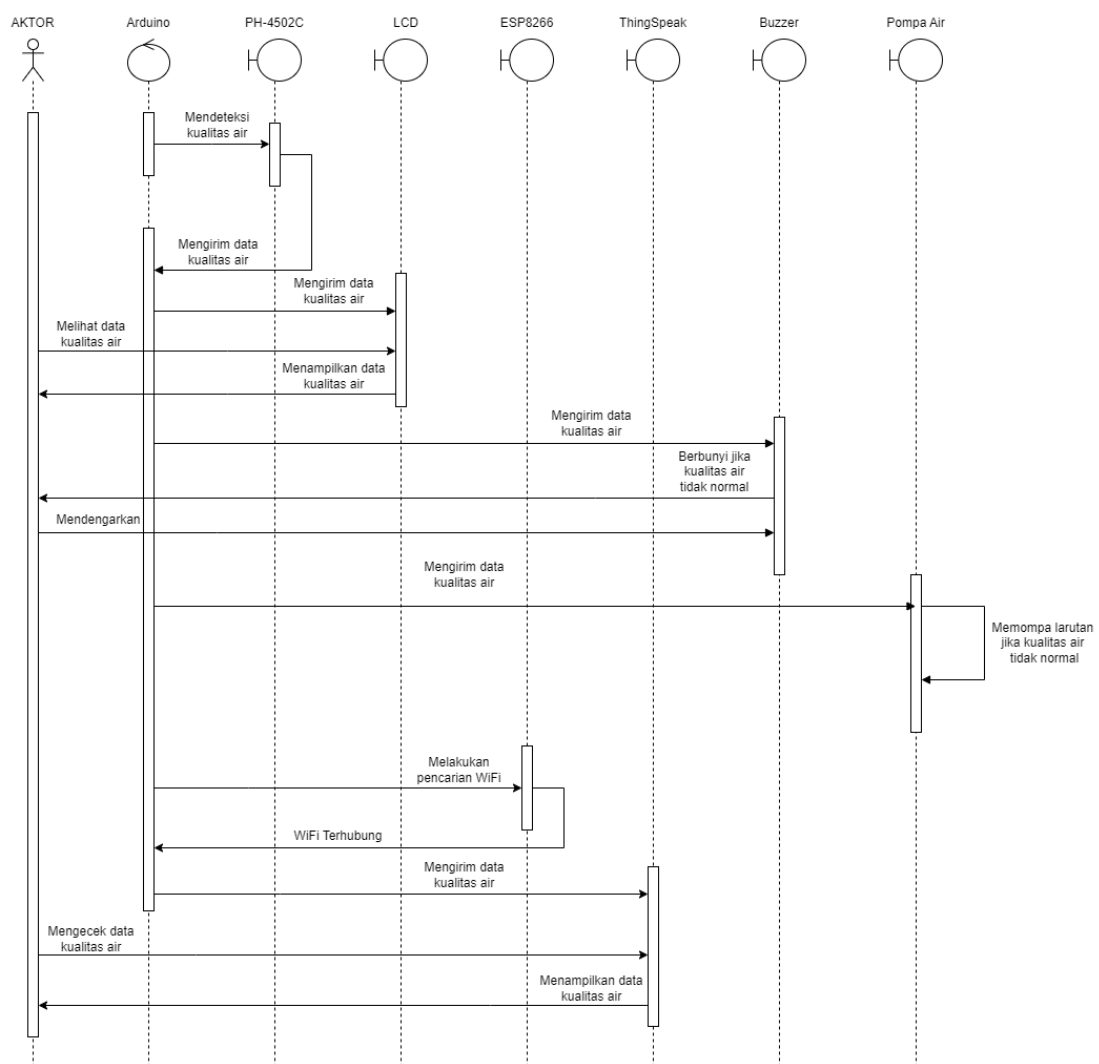 AKTOR
Arduino
PH-4502C
LCD
ESP8266
ThingSpeak
Buzzer
Pompa Air
Mendeteksi
kualitas air
Mengirim data
kualitas air
Mengirim data
kualitas air
Melihat data
kualitas air
Menampilkan data
kualitas air
Mengirim data
kualitas air
Berbunyi jika
kualitas air
tidak normal
Mendengarkan
Mengirim data
kualitas air
Memompa larutan
jika kualitas air
tidak normal
Melakukan
pencarian WiFi
WiFi Terhubung
Mengirim data
kualitas air
Mengecek data
kualitas air
Menampilkan data
kualitas air